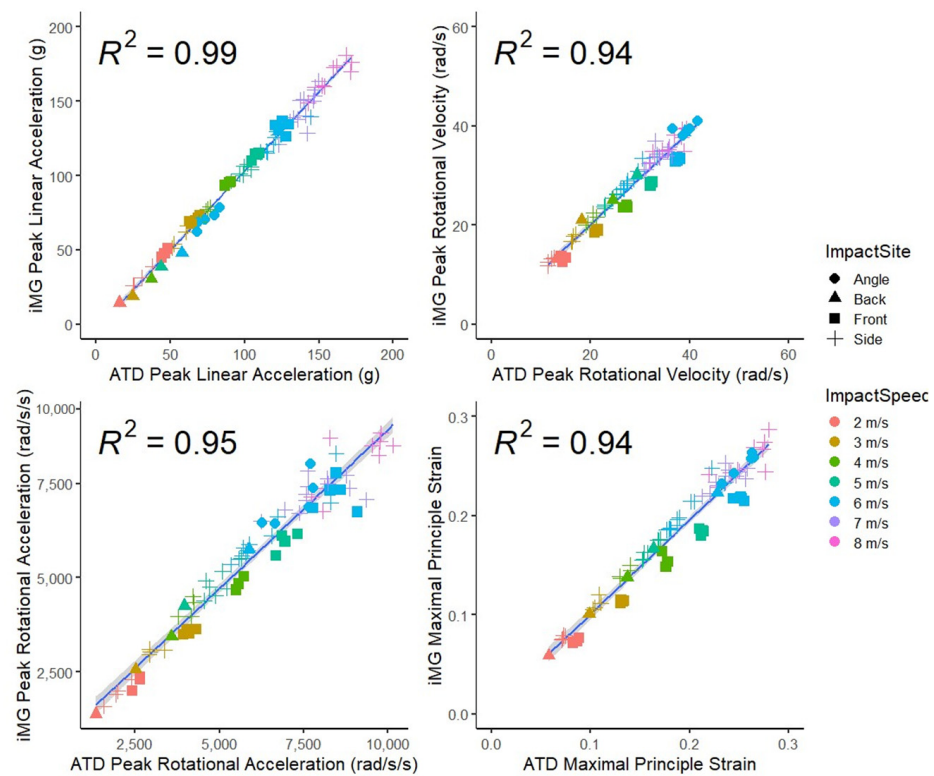 R² = 0.99
iMG Peak Linear Acceleration (g)
200
150
100
50
0
0 50 100 150 200
ATD Peak Linear Acceleration (g)
R² = 0.94
iMG Peak Rotational Velocity (rad/s)
60
40
20
0
0 20 40 60
ATD Peak Rotational Velocity (rad/s)
ImpactSite
Angle
Back
Front
Side
R² = 0.95
iMG Peak Rotational Acceleration (rad/s/s)
10,000
7,500
5,000
2,500
2,500 5,000 7,500 10,000
ATD Peak Rotational Acceleration (rad/s/s)
R² = 0.94
iMG Maximal Principle Strain
0.3
0.2
0.1
0.0
0.0 0.1 0.2 0.3
ATD Maximal Principle Strain
ImpactSpeed
2 m/s
3 m/s
4 m/s
5 m/s
6 m/s
7 m/s
8 m/s